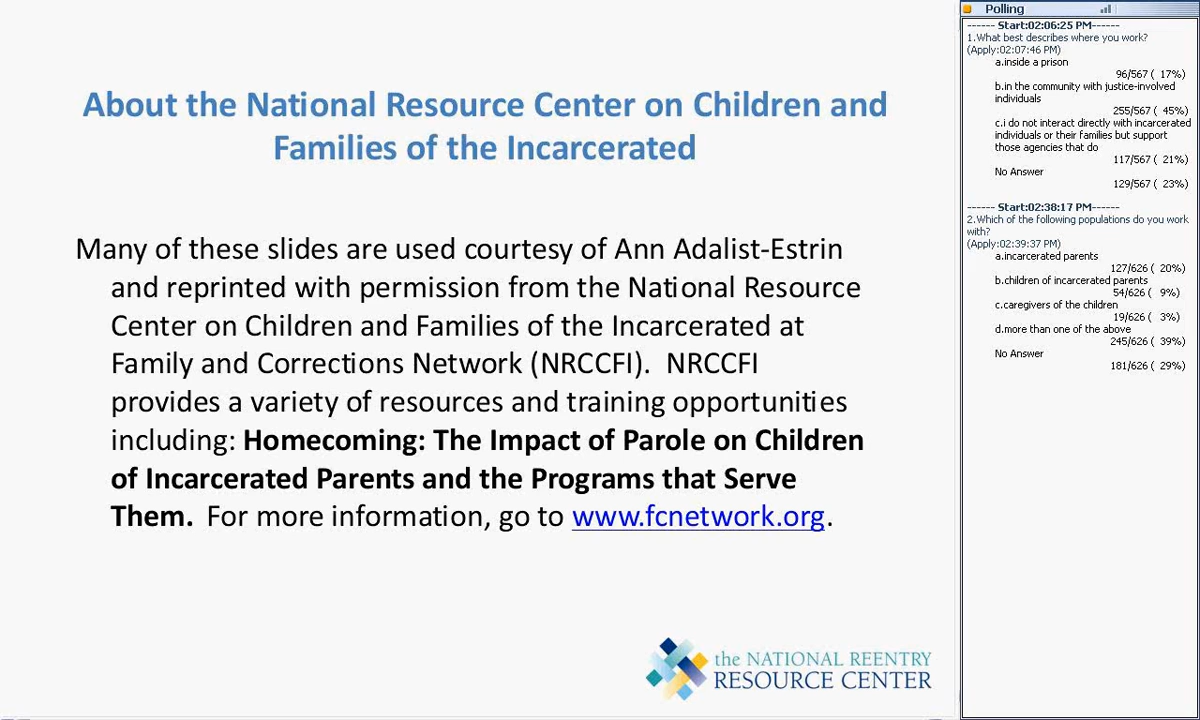 About the National Resource Center on Children and
Families of the Incarcerated
Many of these slides are used courtesy of Ann Adalist-Estrin
and reprinted with permission from the National Resource
Center on Children and Families of the Incarcerated at
Family and Corrections Network (NRCCFI).  NRCCFI
provides a variety of resources and training opportunities
including: Homecoming: The Impact of Parole on Children
of Incarcerated Parents and the Programs that Serve
Them.  For more information, go to www.fcnetwork.org.
the NATIONAL REENTRY
RESOURCE CENTER
Polling
------ Start:02:06:25 PM------
1.What best describes where you work?
(Apply:02:07:46 PM)
a.inside a prison
96/567 ( 17%)
b.in the community with justice-involved
individuals
255/567 ( 45%)
c.i do not interact directly with incarcerated
individuals or their families but support
those agencies that do
117/567 ( 21%)
No Answer
129/567 ( 23%)
------ Start:02:38:17 PM------
2.Which of the following populations do you work
with?
(Apply:02:39:37 PM)
a.incarcerated parents
127/626 ( 20%)
b.children of incarcerated parents
54/626 ( 9%)
c.caregivers of the children
19/626 ( 3%)
d.more than one of the above
245/626 ( 39%)
No Answer
181/626 ( 29%)